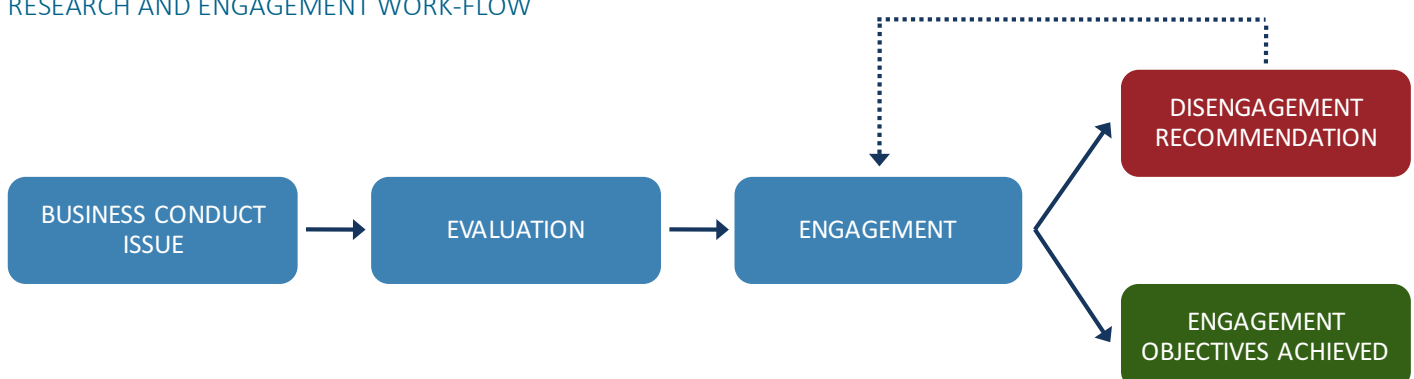 RESEARCH AND ENGAGEMENT WORK-FLOW
DISENGAGEMENT
RECOMMENDATION
BUSINESS CONDUCT
ISSUE
EVALUATION
ENGAGEMENT
ENGAGEMENT
OBJECTIVES ACHIEVED